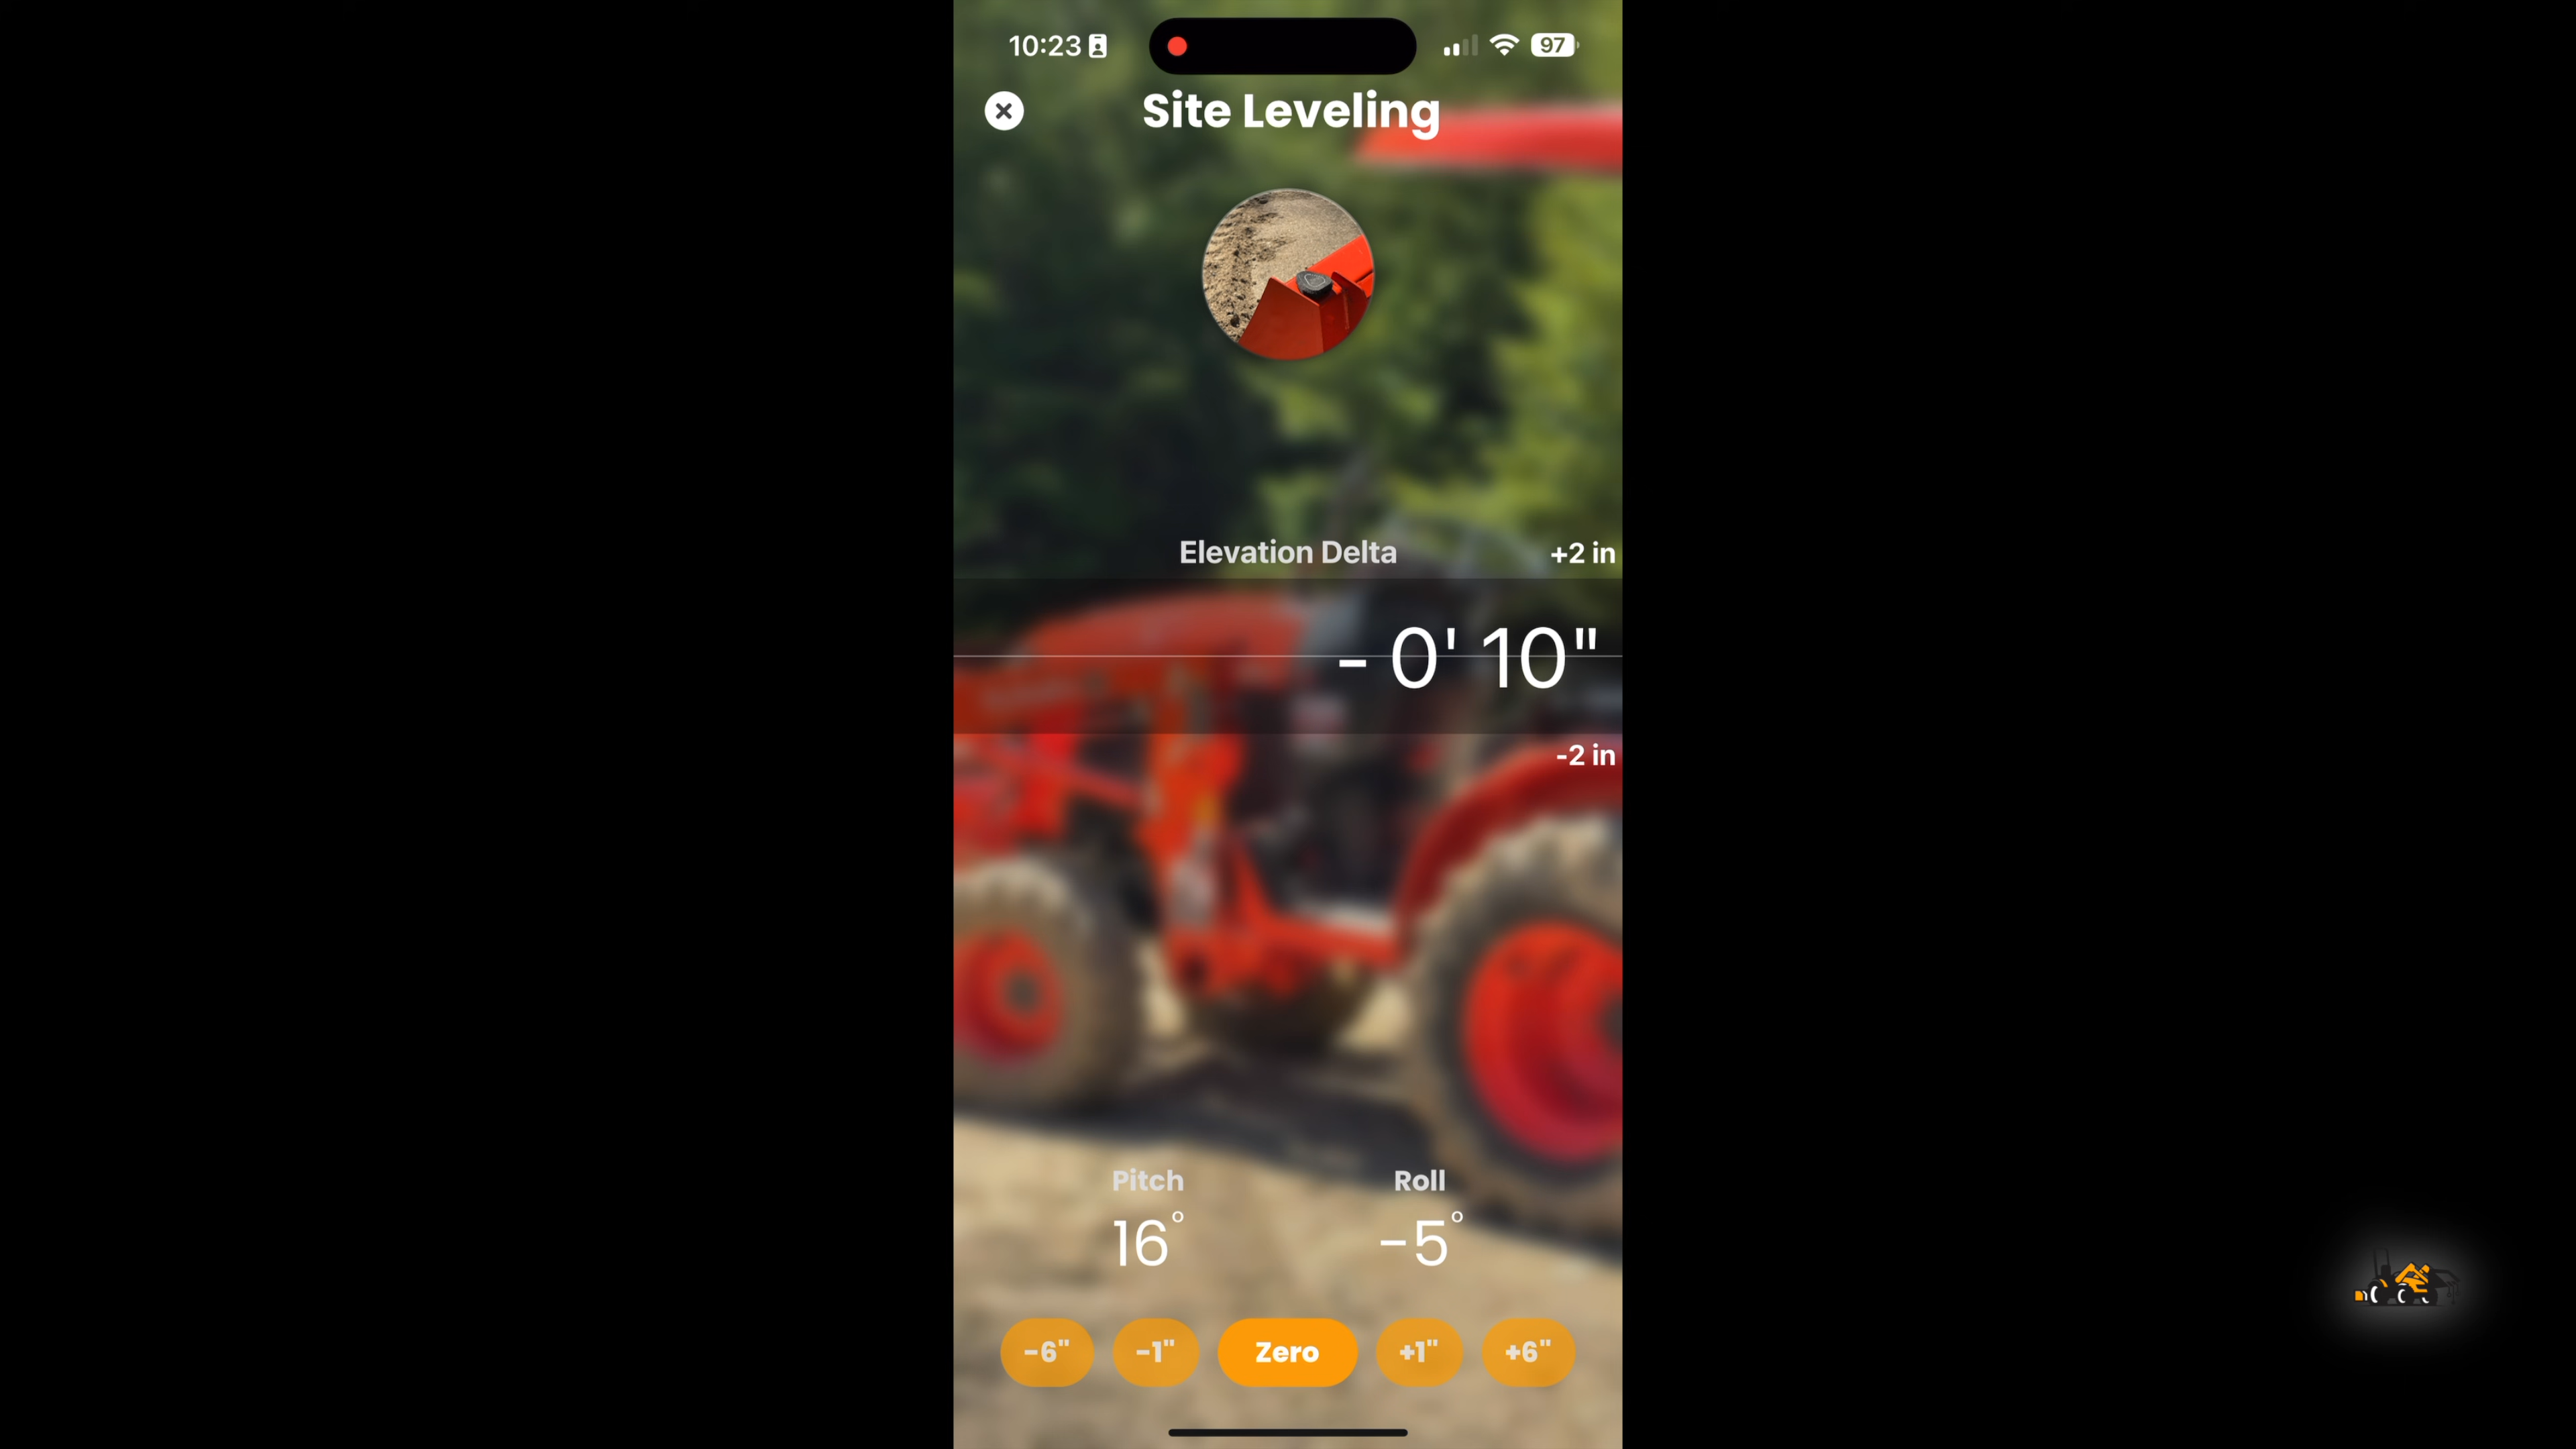 10:23
97
Site Leveling
Elevation Delta
+2 in
- 0' 10"
-2 in
Pitch
Roll
16°
-5°
-6"
-1"
Zero
+1"
+6"